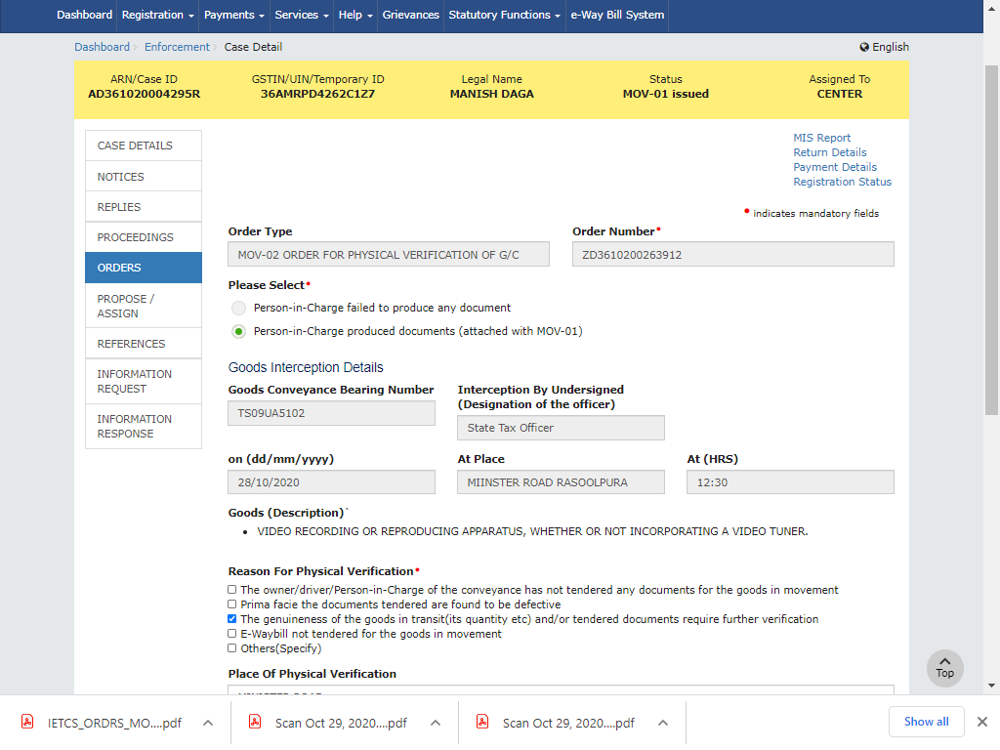 Dashboard Registration Payments Services Help Grievances Statutory Functions e-Way Bill System
Dashboard Enforcement Case Detail English
ARN/Case ID GSTIN/UIN/Temporary ID Legal Name Status Assigned To
AD361020004295R 36AMRPD4262C1Z7 MANISH DAGA MOV-01 issued CENTER
CASE DETAILS
NOTICES
REPLIES
PROCEEDINGS
ORDERS
PROPOSE /
ASSIGN
REFERENCES
INFORMATION
REQUEST
INFORMATION
RESPONSE
MIS Report
Return Details
Payment Details
Registration Status
• indicates mandatory fields
Order Type Order Number•
MOV-02 ORDER FOR PHYSICAL VERIFICATION OF G/C ZD3610200263912
Please Select•
Person-in-Charge failed to produce any document
Person-in-Charge produced documents (attached with MOV-01)
Goods Interception Details
Goods Conveyance Bearing Number
TS09UA5102
Interception By Undersigned
(Designation of the officer)
State Tax Officer
on (dd/mm/yyyy) At Place At (HRS)
28/10/2020 MIINSTER ROAD RASOOLPURA 12:30
Goods (Description)`
• VIDEO RECORDING OR REPRODUCING APPARATUS, WHETHER OR NOT INCORPORATING A VIDEO TUNER.
Reason For Physical Verification•
The owner/driver/Person-in-Charge of the conveyance has not tendered any documents for the goods in movement
Prima facie the documents tendered are found to be defective
The genuineness of the goods in transit(its quantity etc) and/or tendered documents require further verification
E-Waybill not tendered for the goods in movement
Others(Specify)
Place Of Physical Verification
Top
IETCS_ORDRS_MO....pdf Scan Oct 29, 2020....pdf Scan Oct 29, 2020....pdf Show all